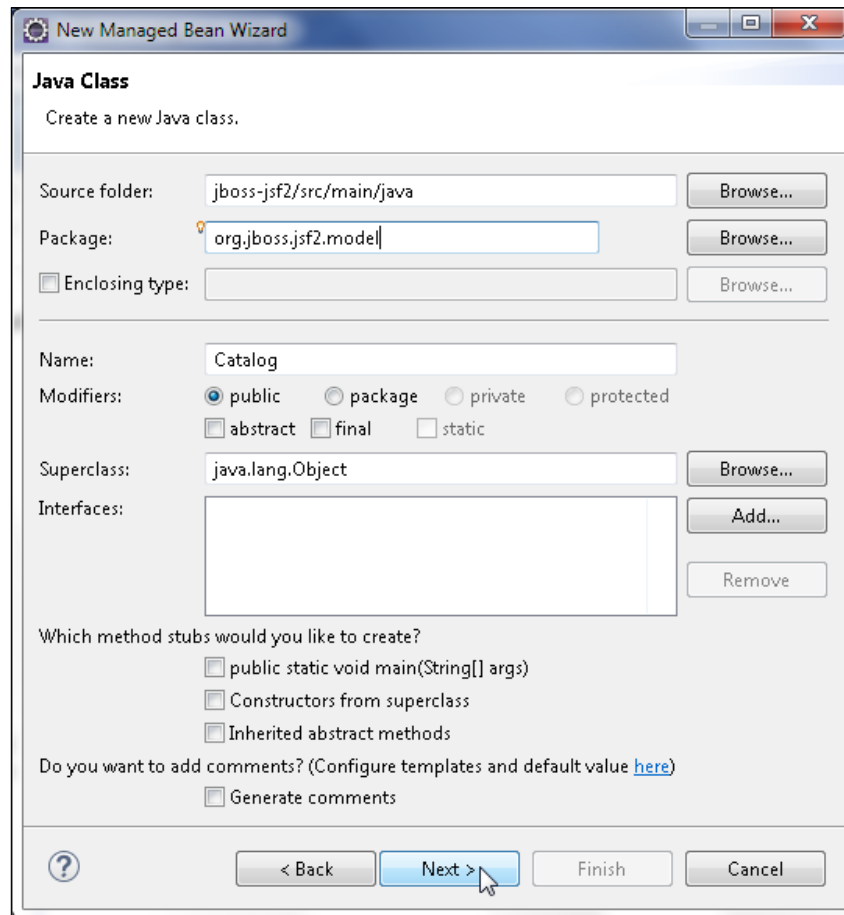 New Managed Bean Wizard
Java Class
Create a new Java class.
Source folder: jboss-jsf2/src/main/java Browse...
Package: org.jboss.jsf2.model Browse...
Enclosing type: Browse...
Name: Catalog
Modifiers: public package private protected
abstract final static
Superclass: java.lang.Object Browse...
Interfaces: Add...
Remove
Which method stubs would you like to create?
public static void main(String[] args)
Constructors from superclass
Inherited abstract methods
Do you want to add comments? (Configure templates and default value here)
Generate comments
? < Back Next > Finish Cancel